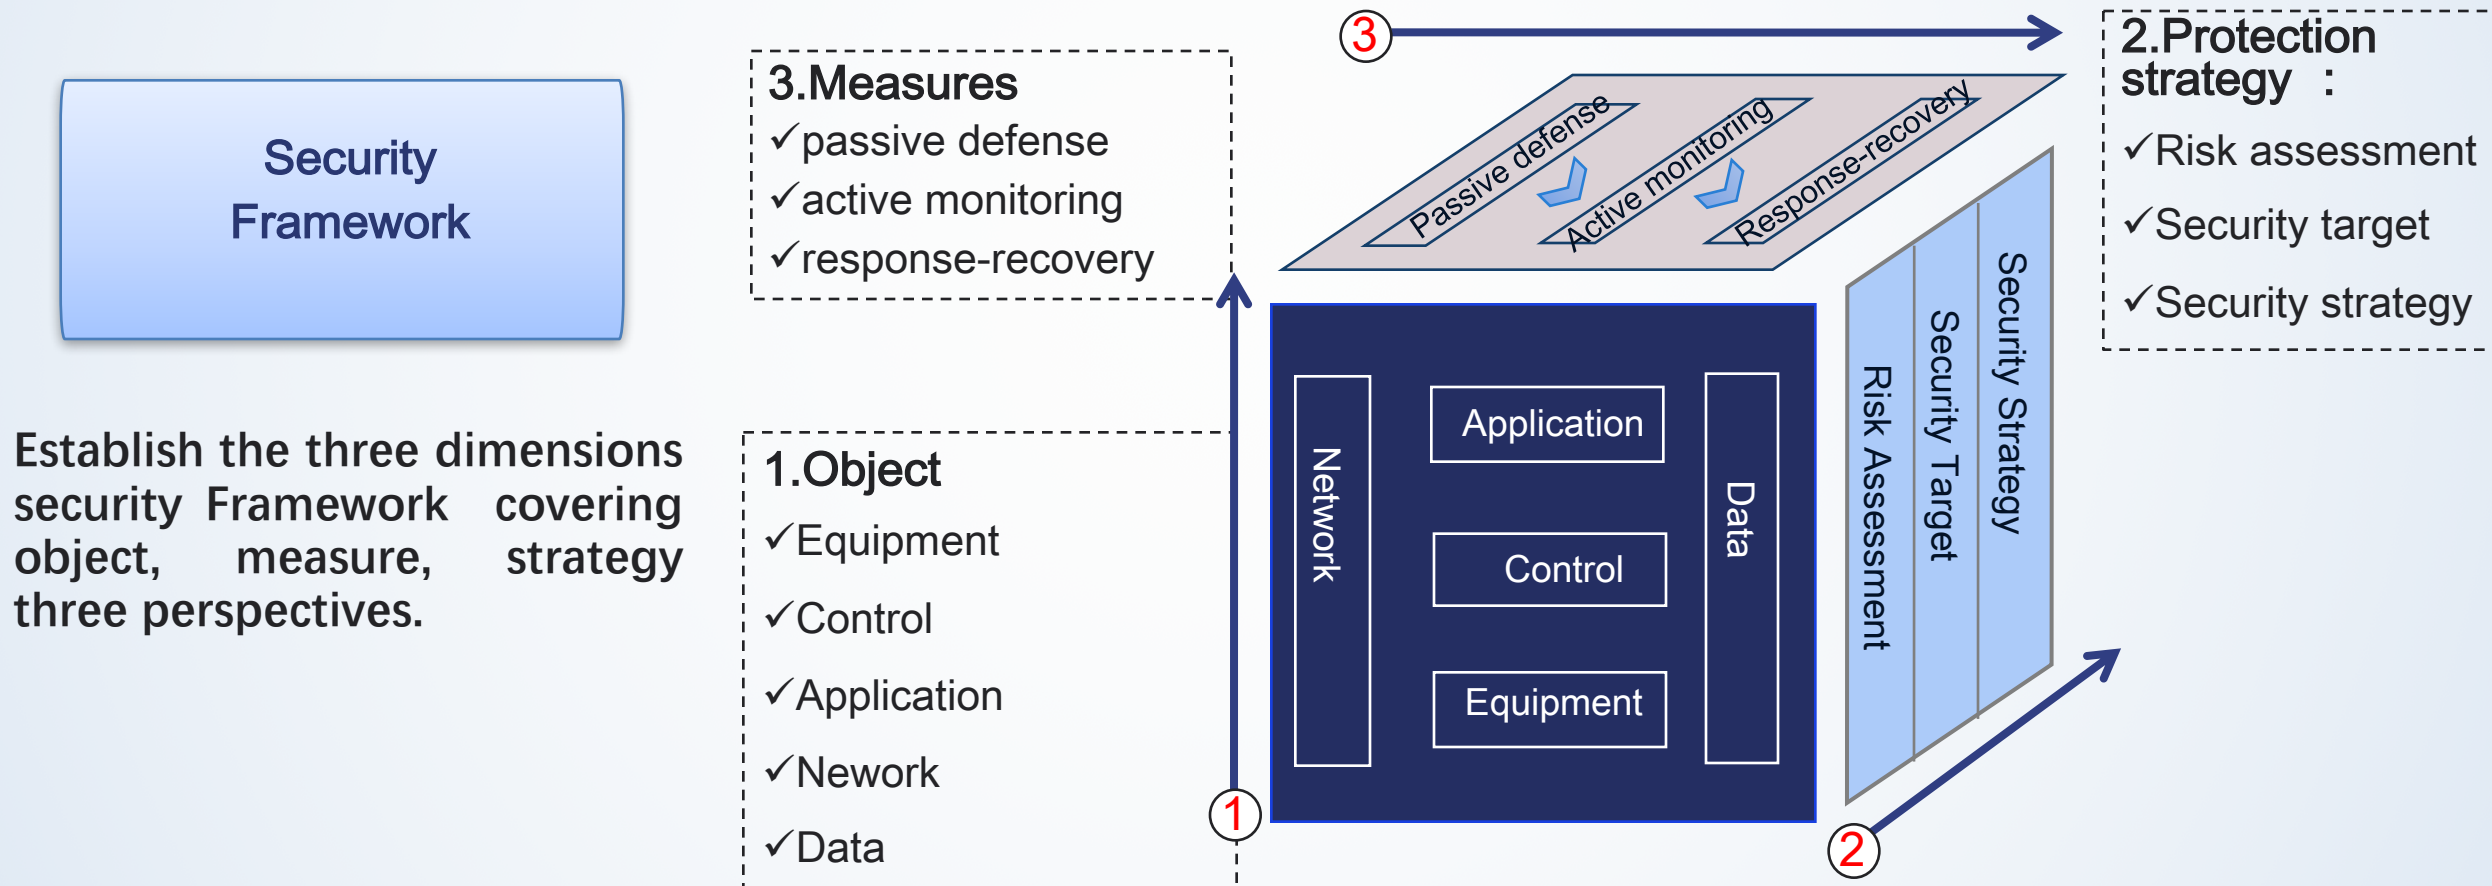 Security
Framework
Establish the three dimensions
security Framework covering
object, measure, strategy
three perspectives.
3.Measures
✓passive defense
✓active monitoring
✓response-recovery
1.Object
✓Equipment
✓Control
✓Application
✓Nework
✓Data
3
Passive defense
Active monitoring
Response-recovery
Network
Application
Control
Equipment
Data
Risk Assessment
Security Target
Security Strategy
1
2
2.Protection
strategy :
✓Risk assessment
✓Security target
✓Security strategy